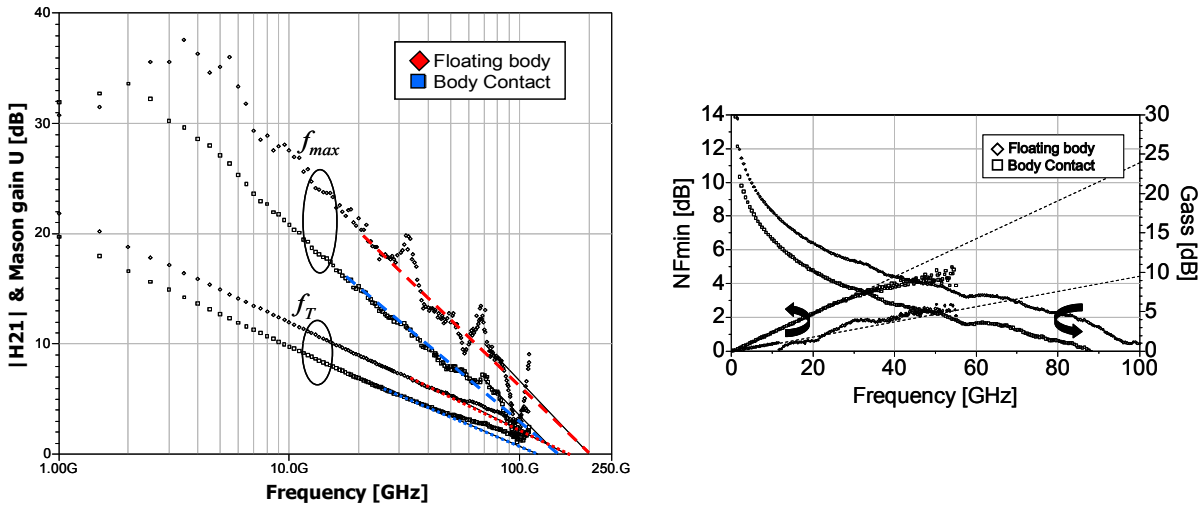 |H21| & Mason gain U [dB]
40
30
20
10
0
Floating body
Body Contact
fmax
fT
1.00G
10.0G
100.G
250.G
Frequency [GHz]
NFmin [dB]
14
12
10
8
6
4
2
0
Floating body
Body Contact
30
25
20
15
10
5
0
Gass [dB]
0
20
40
60
80
100
Frequency [GHz]